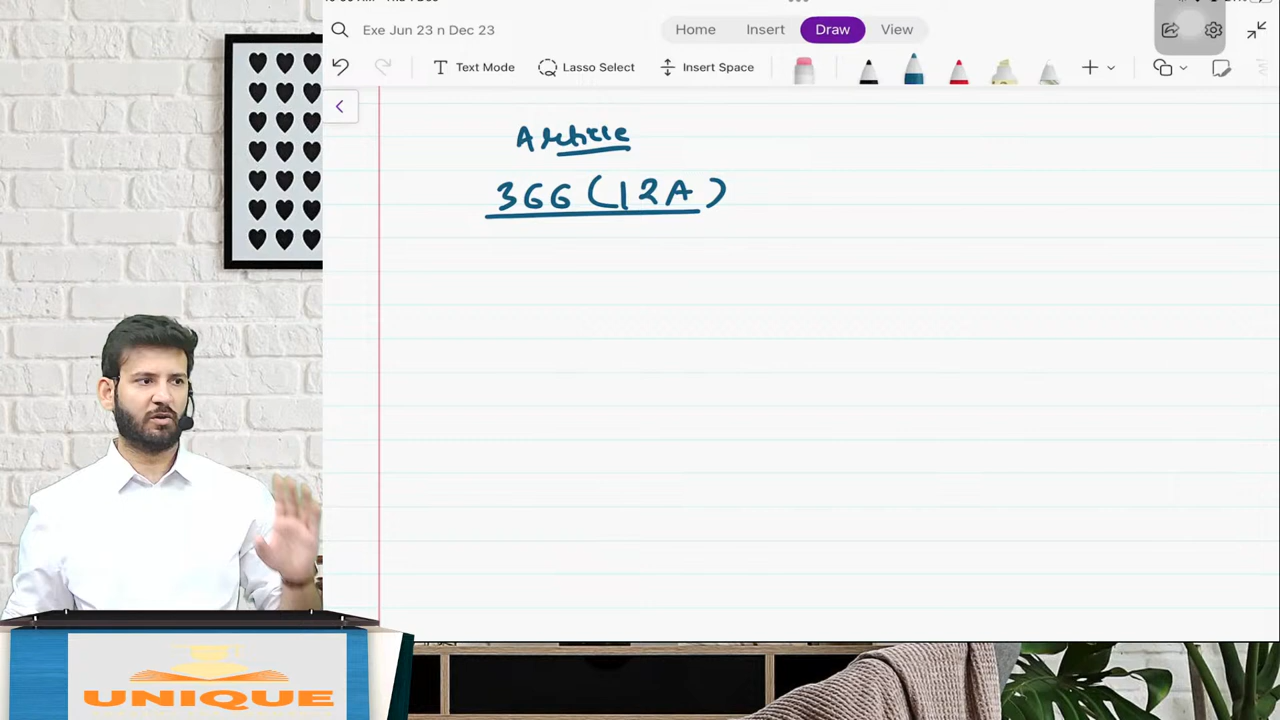 Exe Jun 23 n Dec 23
Home Insert Draw View
Text Mode Lasso Select Insert Space
Article
366 (12A)
UNIQUE